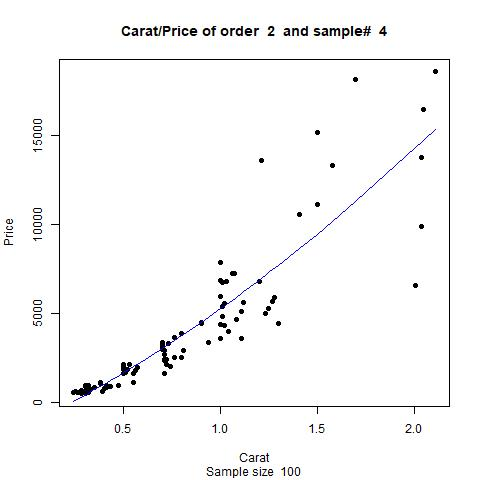 Carat/Price of order  2  and sample#  4
Price
15000
10000
5000
0
0.5 1.0 1.5 2.0
Carat
Sample size  100